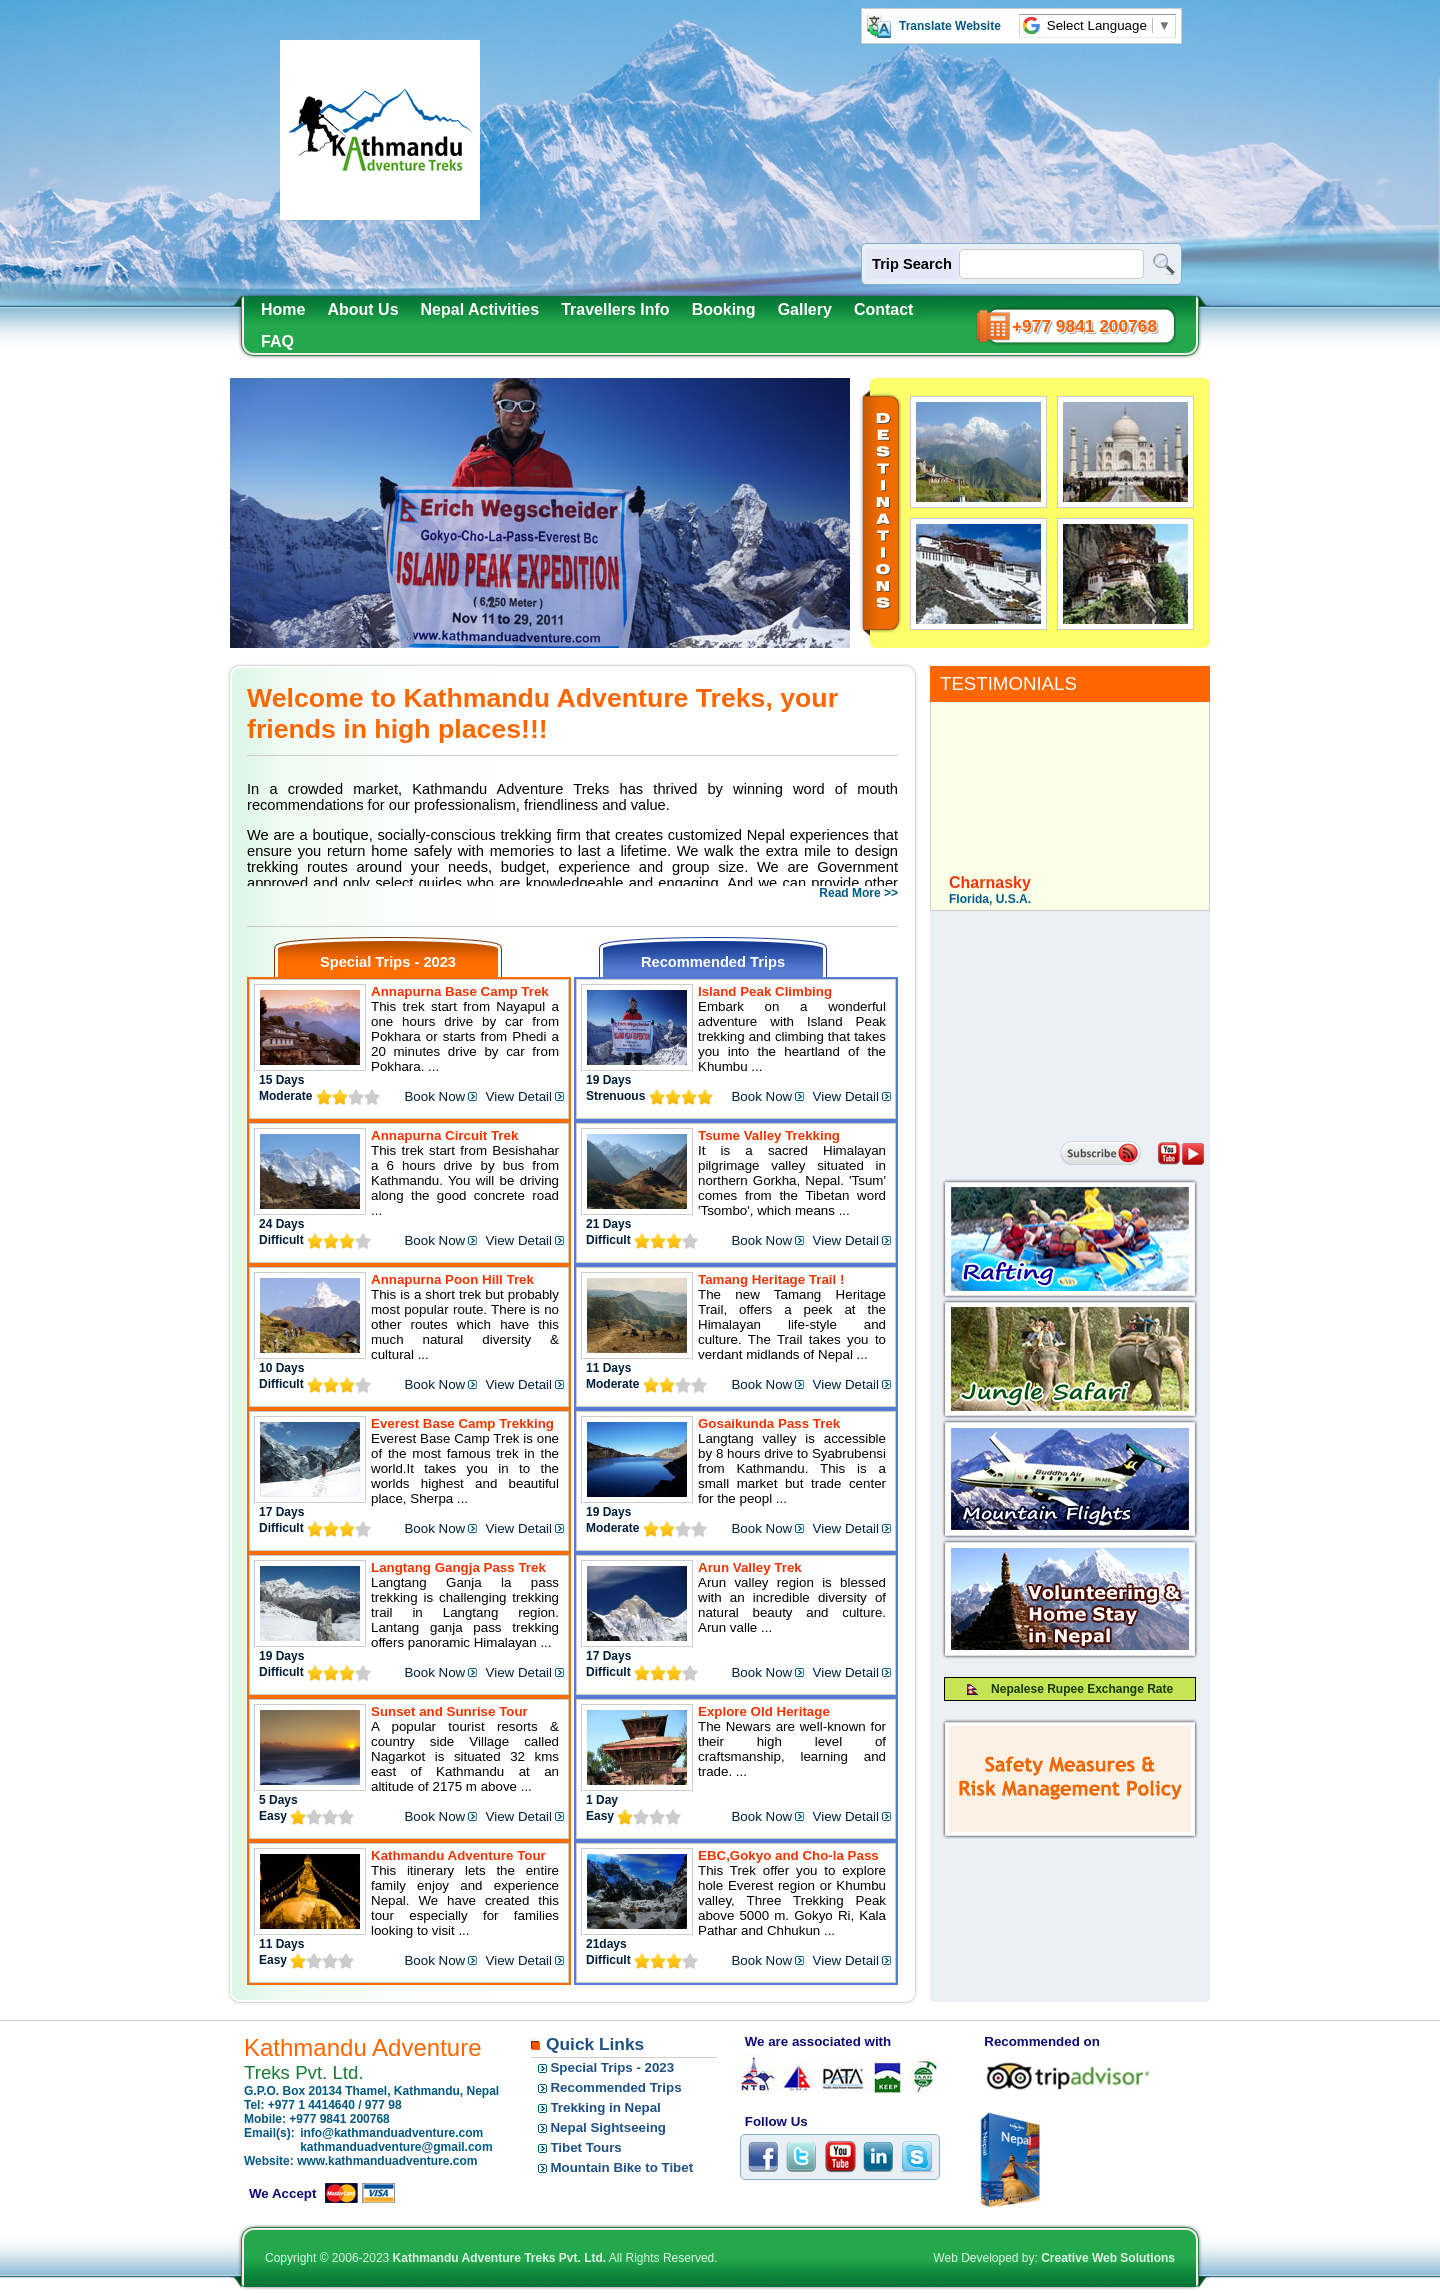 Translate Website
Select Language ▼
Kathmandu
Adventure Treks
Trip Search
Home About Us Nepal Activities Travellers Info Booking Gallery Contact
FAQ
+977 9841 200768
Erich Wegscheider
Gokyo-Cho-La-Pass-Everest Bc
ISLAND PEAK EXPEDITION
Nov 11 to 29, 2011
www.kathmanduadventure.com
DESTINATIONS
Welcome to Kathmandu Adventure Treks, your
friends in high places!!!
In a crowded market, Kathmandu Adventure Treks has thrived by winning word of mouth
recommendations for our professionalism, friendliness and value.
We are a boutique, socially-conscious trekking firm that creates customized Nepal experiences that
ensure you return home safely with memories to last a lifetime. We walk the extra mile to design
trekking routes around your needs, budget, experience and group size. We are Government
approved and only select guides who are knowledgeable and engaging. And we can provide other
Read More >>
TESTIMONIALS
Charnasky
Florida, U.S.A.
Special Trips - 2023
Annapurna Base Camp Trek
This trek start from Nayapul a
one hours drive by car from
Pokhara or starts from Phedi a
20 minutes drive by car from
Pokhara. ...
15 Days
Moderate
Book Now View Detail
Annapurna Circuit Trek
This trek start from Besishahar
a 6 hours drive by bus from
Kathmandu. You will be driving
along the good concrete road
...
24 Days
Difficult
Book Now View Detail
Annapurna Poon Hill Trek
This is a short trek but probably
most popular route. There is no
other routes which have this
much natural diversity &
cultural ...
10 Days
Difficult
Book Now View Detail
Everest Base Camp Trekking
Everest Base Camp Trek is one
of the most famous trek in the
world.It takes you in to the
worlds highest and beautiful
place, Sherpa ...
17 Days
Difficult
Book Now View Detail
Langtang Gangja Pass Trek
Langtang Ganja la pass
trekking is challenging trekking
trail in Langtang region.
Lantang ganja pass trekking
offers panoramic Himalayan ...
19 Days
Difficult
Book Now View Detail
Sunset and Sunrise Tour
A popular tourist resorts &
country side Village called
Nagarkot is situated 32 kms
east of Kathmandu at an
altitude of 2175 m above ...
5 Days
Easy
Book Now View Detail
Kathmandu Adventure Tour
This itinerary lets the entire
family enjoy and experience
Nepal. We have created this
tour especially for families
looking to visit ...
11 Days
Easy
Book Now View Detail
Recommended Trips
Island Peak Climbing
Embark on a wonderful
adventure with Island Peak
trekking and climbing that takes
you into the heartland of the
Khumbu ...
19 Days
Strenuous
Book Now View Detail
Tsume Valley Trekking
It is a sacred Himalayan
pilgrimage valley situated in
northern Gorkha, Nepal. 'Tsum'
comes from the Tibetan word
'Tsombo', which means ...
21 Days
Difficult
Book Now View Detail
Tamang Heritage Trail !
The new Tamang Heritage
Trail, offers a peek at the
Himalayan life-style and
culture. The Trail takes you to
verdant midlands of Nepal ...
11 Days
Moderate
Book Now View Detail
Gosaikunda Pass Trek
Langtang valley is accessible
by 8 hours drive to Syabrubensi
from Kathmandu. This is a
small market but trade center
for the peopl ...
19 Days
Moderate
Book Now View Detail
Arun Valley Trek
Arun valley region is blessed
with an incredible diversity of
natural beauty and culture.
Arun valle ...
17 Days
Difficult
Book Now View Detail
Explore Old Heritage
The Newars are well-known for
their high level of
craftsmanship, learning and
trade. ...
1 Day
Easy
Book Now View Detail
EBC,Gokyo and Cho-la Pass
This Trek offer you to explore
hole Everest region or Khumbu
valley, Three Trekking Peak
above 5000 m. Gokyo Ri, Kala
Pathar and Chhukun ...
21days
Difficult
Book Now View Detail
Subscribe
You Tube
Rafting
Jungle Safari
Buddha Air
Mountain Flights
Volunteering &
Home Stay
in Nepal
Nepalese Rupee Exchange Rate
Safety Measures &
Risk Management Policy
Kathmandu Adventure
Treks Pvt. Ltd.
G.P.O. Box 20134 Thamel, Kathmandu, Nepal
Tel: +977 1 4414640 / 977 98
Mobile: +977 9841 200768
Email(s): info@kathmanduadventure.com
kathmanduadventure@gmail.com
Website: www.kathmanduadventure.com
We Accept MasterCard VISA
Quick Links
Special Trips - 2023
Recommended Trips
Trekking in Nepal
Nepal Sightseeing
Tibet Tours
Mountain Bike to Tibet
We are associated with
NTB PATA KEEP TAAN
Follow Us
f t You Tube in S
Recommended on
tripadvisor
Nepal
Nepal
Copyright © 2006-2023 Kathmandu Adventure Treks Pvt. Ltd. All Rights Reserved.
Web Developed by: Creative Web Solutions